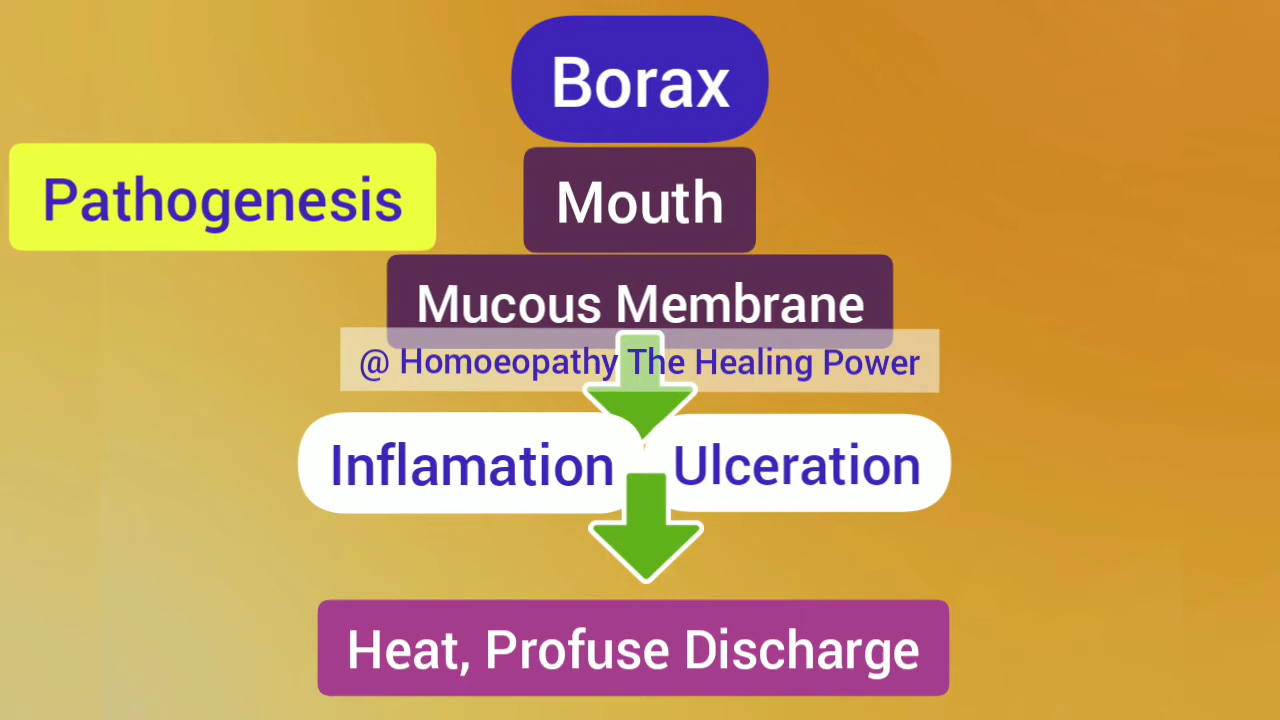 Borax
Pathogenesis
Mouth
Mucous Membrane
@ Homoeopathy The Healing Power
Inflamation
Ulceration
Heat, Profuse Discharge